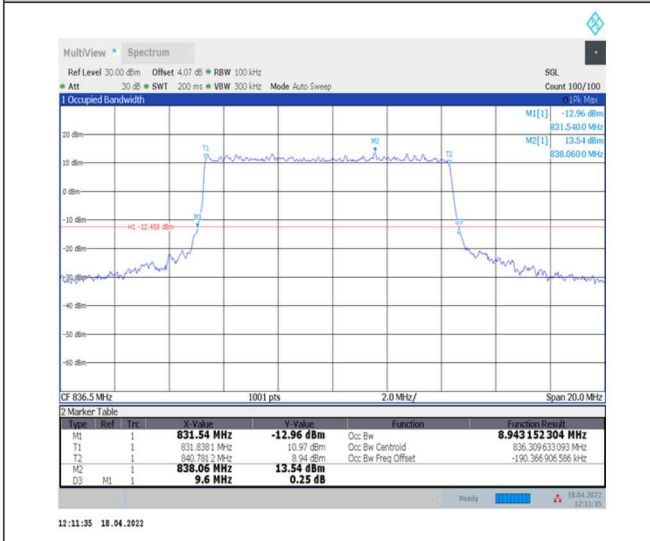 MultiView Spectrum
Ref Level 30.00 dBm Offset 4.07 dB RBW 100 kHz SGL
Att 30 dB SWT 200 ms VBW 300 kHz Mode Auto Sweep Count 100/100
1 Occupied Bandwidth 1Pk Max
M1[1] -12.96 dBm
831.5400 MHz
M2[1] 13.54 dBm
838.0600 MHz
20 dBm
M2
T1
T2
10 dBm
0 dBm
-10 dBm
M1
H1 -12.458 dBm
-20 dBm
-30 dBm
-40 dBm
-50 dBm
-60 dBm
CF 836.5 MHz 1001 pts 2.0 MHz/ Span 20.0 MHz
2 Marker Table
Type Ref Trc X-Value Y-Value Function Function Result
M1 1 831.54 MHz -12.96 dBm Occ Bw 8.943 152 304 MHz
T1 1 831.8381 MHz 10.97 dBm Occ Bw Centroid 836.309 633 093 MHz
T2 1 840.7812 MHz 8.94 dBm Occ Bw Freq Offset -190.366 906 586 kHz
M2 1 838.06 MHz 13.54 dBm
D3 M1 1 9.6 MHz 0.25 dB
Ready 18.04.2022
12:11:35
12:11:35 18.04.2022